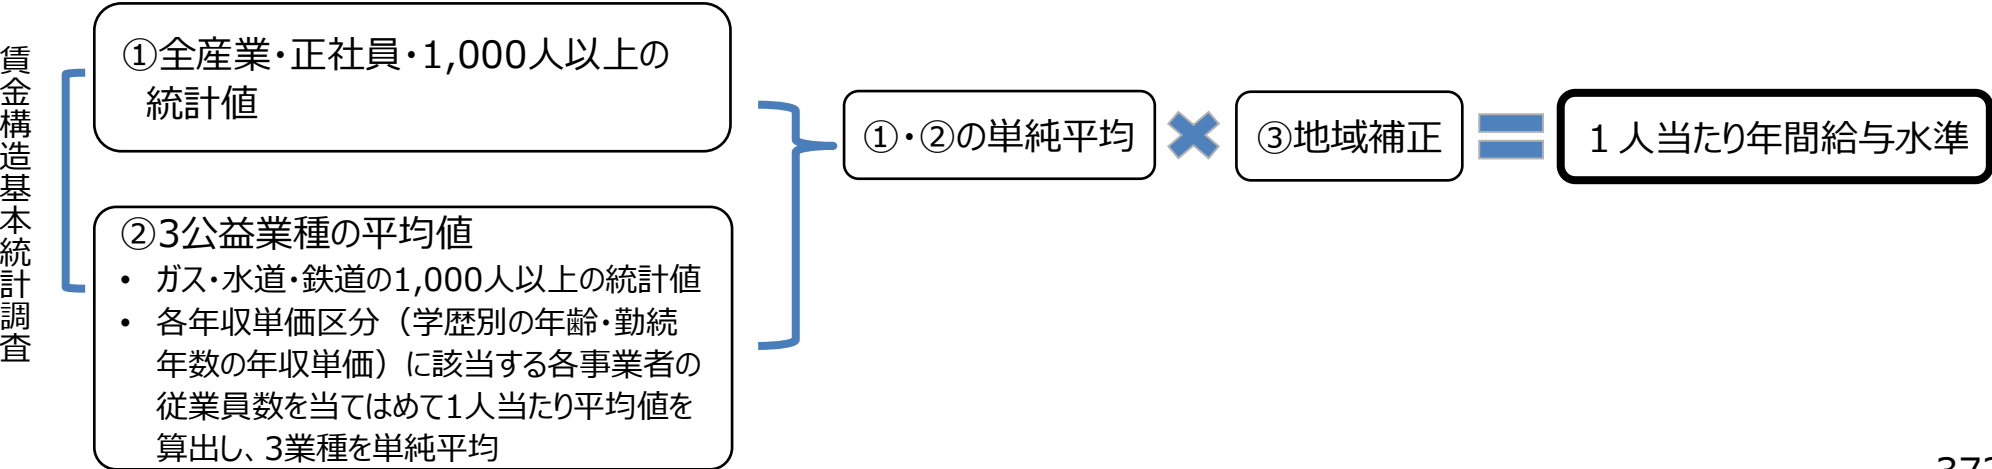 賃金構造基本統計調査
①全産業・正社員・1,000人以上の
統計値
②3公益業種の平均値
• ガス・水道・鉄道の1,000人以上の統計値
• 各年収単価区分（学歴別の年齢・勤続
年数の年収単価）に該当する各事業者の
従業員数を当てはめて1人当たり平均値を
算出し、3業種を単純平均
①・②の単純平均
③地域補正
1人当たり年間給与水準